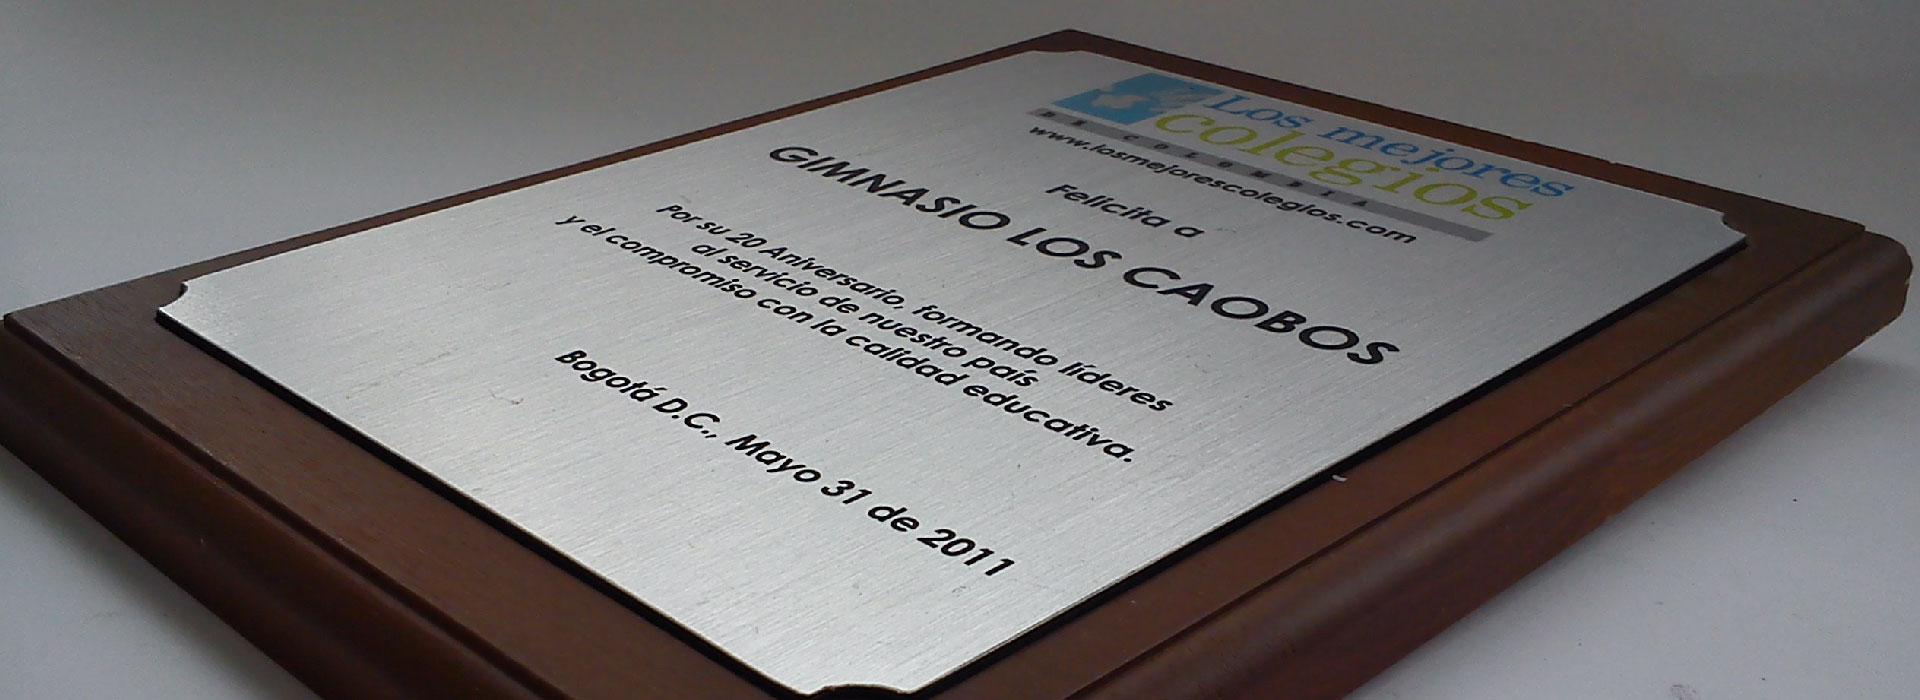 Los mejores
colegios
DE COLOMBIA
www.losmejorescolegios.com
Felicita a
GIMNASIO LOS CAOBOS
Por su 20 Aniversario, formando líderes
al servicio de nuestro país
y el compromiso con la calidad educativa.
Bogotá D.C., Mayo 31 de 2011